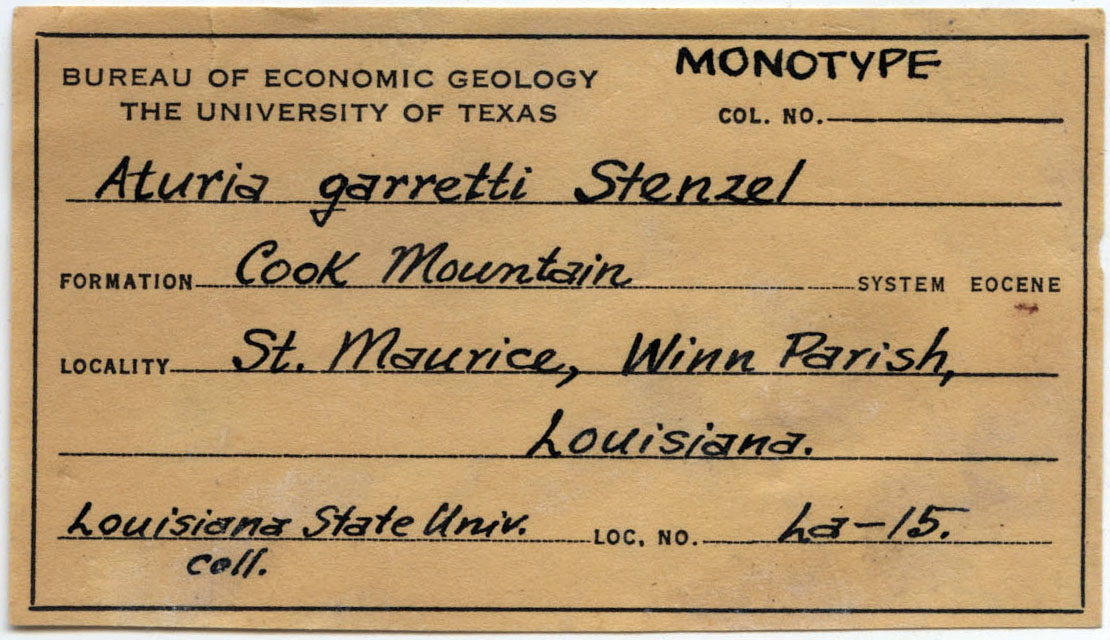 MONOTYPE
BUREAU OF ECONOMIC GEOLOGY
THE UNIVERSITY OF TEXAS
COL. NO.
Aturia garretti Stenzel
FORMATION Cook Mountain SYSTEM EOCENE
LOCALITY St. Maurice, Winn Parish,
Louisiana.
Louisiana State Univ. LOC. NO. La-15.
coll.